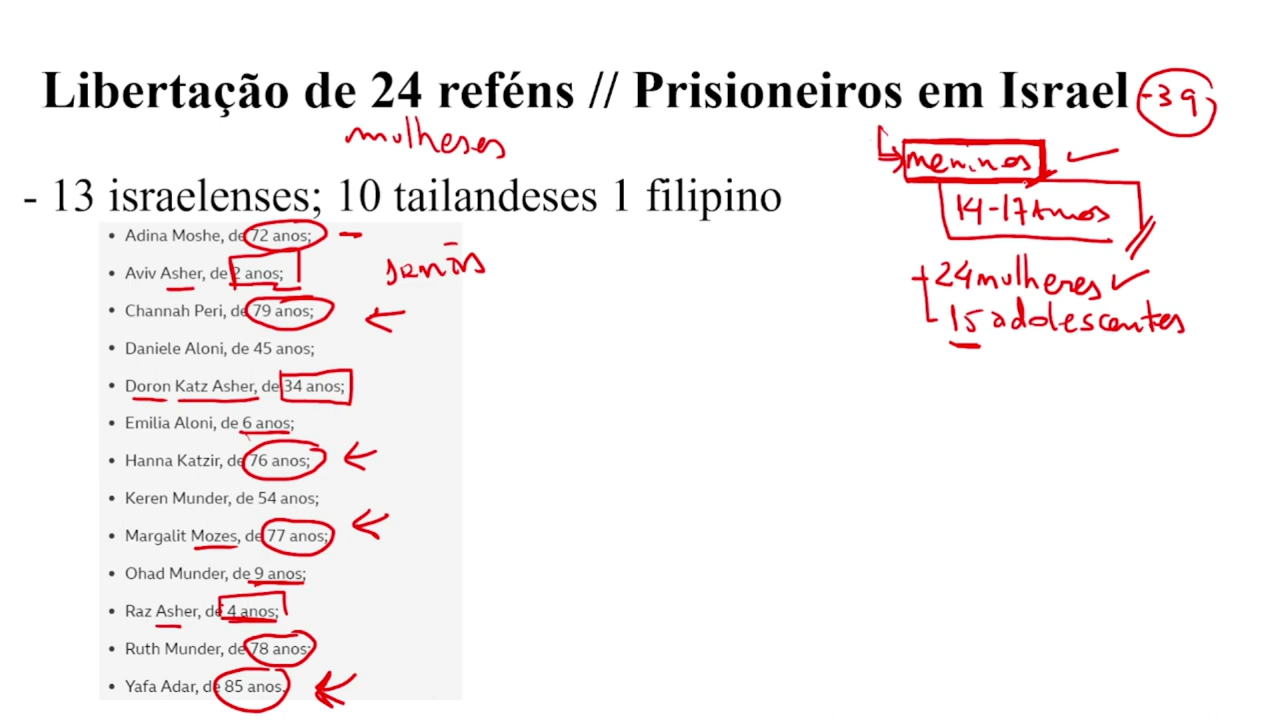 Libertação de 24 reféns // Prisioneiros em Israel -39
mulheres
meninos
- 13 israelenses; 10 tailandeses 1 filipino
14-17 Anos
Adina Moshe, de 72 anos;
Aviv Asher, de 2 anos;
+ 24 mulheres
Channah Peri, de 79 anos;
15 adolescentes
Daniele Aloni, de 45 anos;
Doron Katz Asher, de 34 anos;
Emilia Aloni, de 6 anos;
Hanna Katzir, de 76 anos;
Keren Munder, de 54 anos;
Margalit Mozes, de 77 anos;
Ohad Munder, de 9 anos;
Raz Asher, de 4 anos;
Ruth Munder, de 78 anos;
Yafa Adar, de 85 anos.